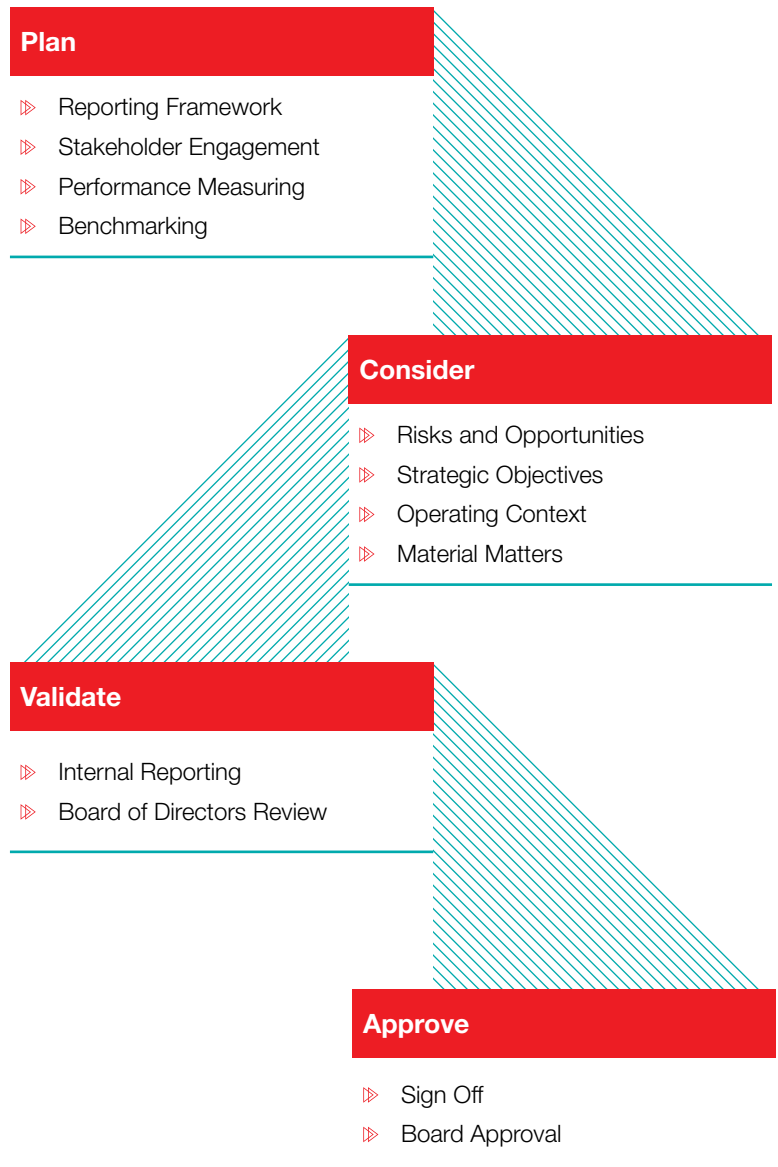 Plan
Reporting Framework
Stakeholder Engagement
Performance Measuring
Benchmarking
Consider
Risks and Opportunities
Strategic Objectives
Operating Context
Material Matters
Validate
Internal Reporting
Board of Directors Review
Approve
Sign Off
Board Approval